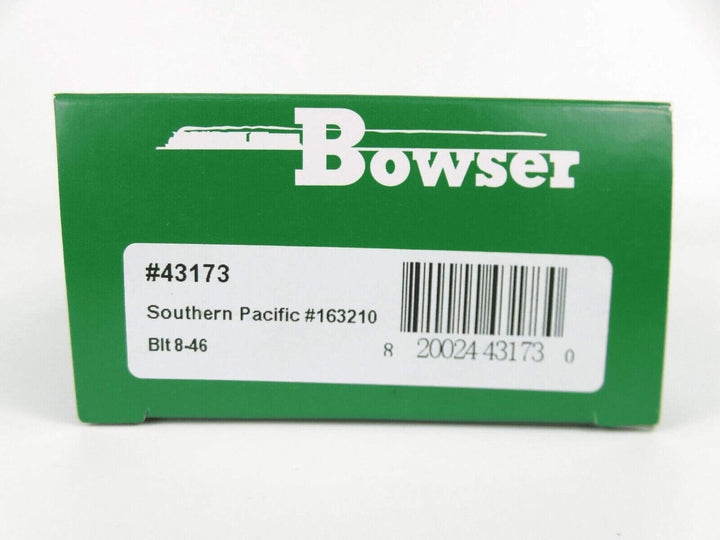 Bowser
#43173
Southern Pacific #163210
Blt 8-46
8 20024 43173 0